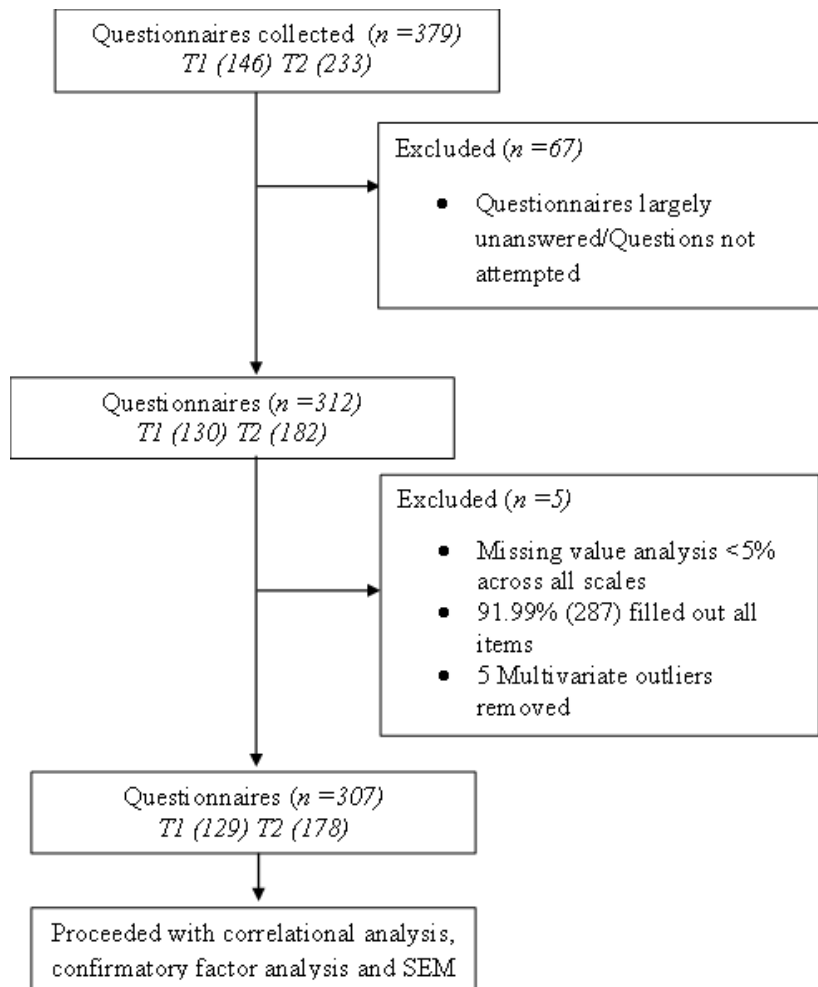 Questionnaires collected (n =379)
T1 (146) T2 (233)
Excluded (n =67)
• Questionnaires largely
unanswered/Questions not
attempted
Questionnaires (n =312)
T1 (130) T2 (182)
Excluded (n =5)
• Missing value analysis <5%
across all scales
• 91.99% (287) filled out all
items
• 5 Multivariate outliers
removed
Questionnaires (n =307)
T1 (129) T2 (178)
Proceeded with correlational analysis,
confirmatory factor analysis and SEM